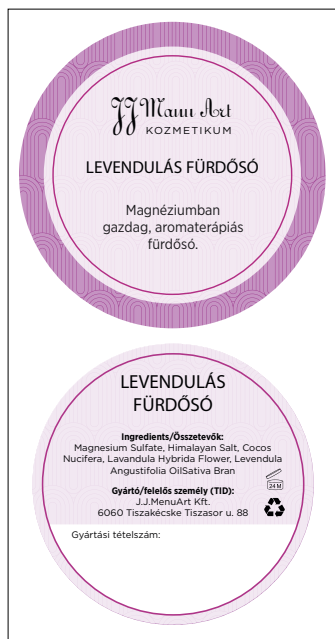 JJ Mann Art
KOZMETIKUM
LEVENDULÁS FÜRDŐSÓ
Magnéziumban
gazdag, aromaterápiás
fürdősó.
LEVENDULÁS
FÜRDŐSÓ
Ingredients/Összetevők:
Magnesium Sulfate, Himalayan Salt, Cocos
Nucifera, Lavandula Hybrida Flower, Levendula
Angustifolia OilSativa Bran
24 M
Gyártó/felelős személy (TID):
J.J.MenuArt Kft.
6060 Tiszakécske Tiszasor u. 88
Gyártási tételszám: